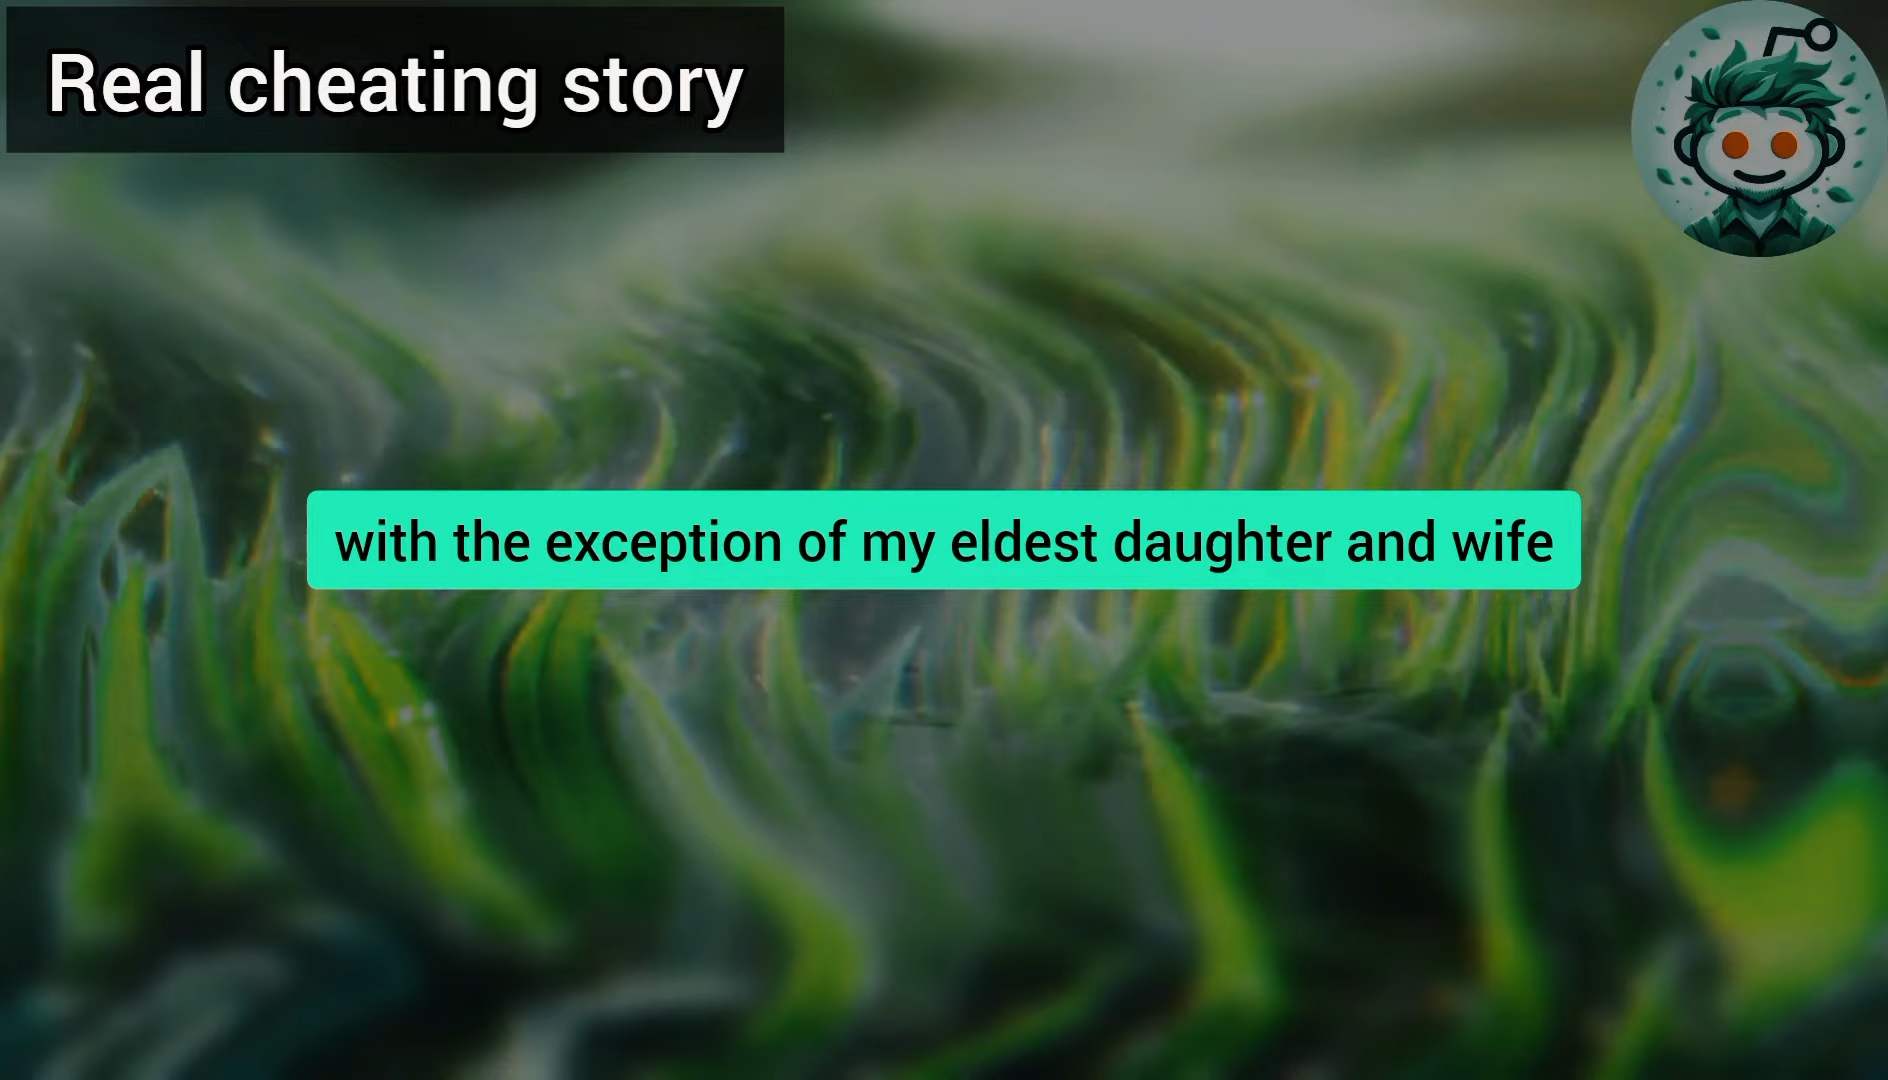 Real cheating story
with the exception of my eldest daughter and wife